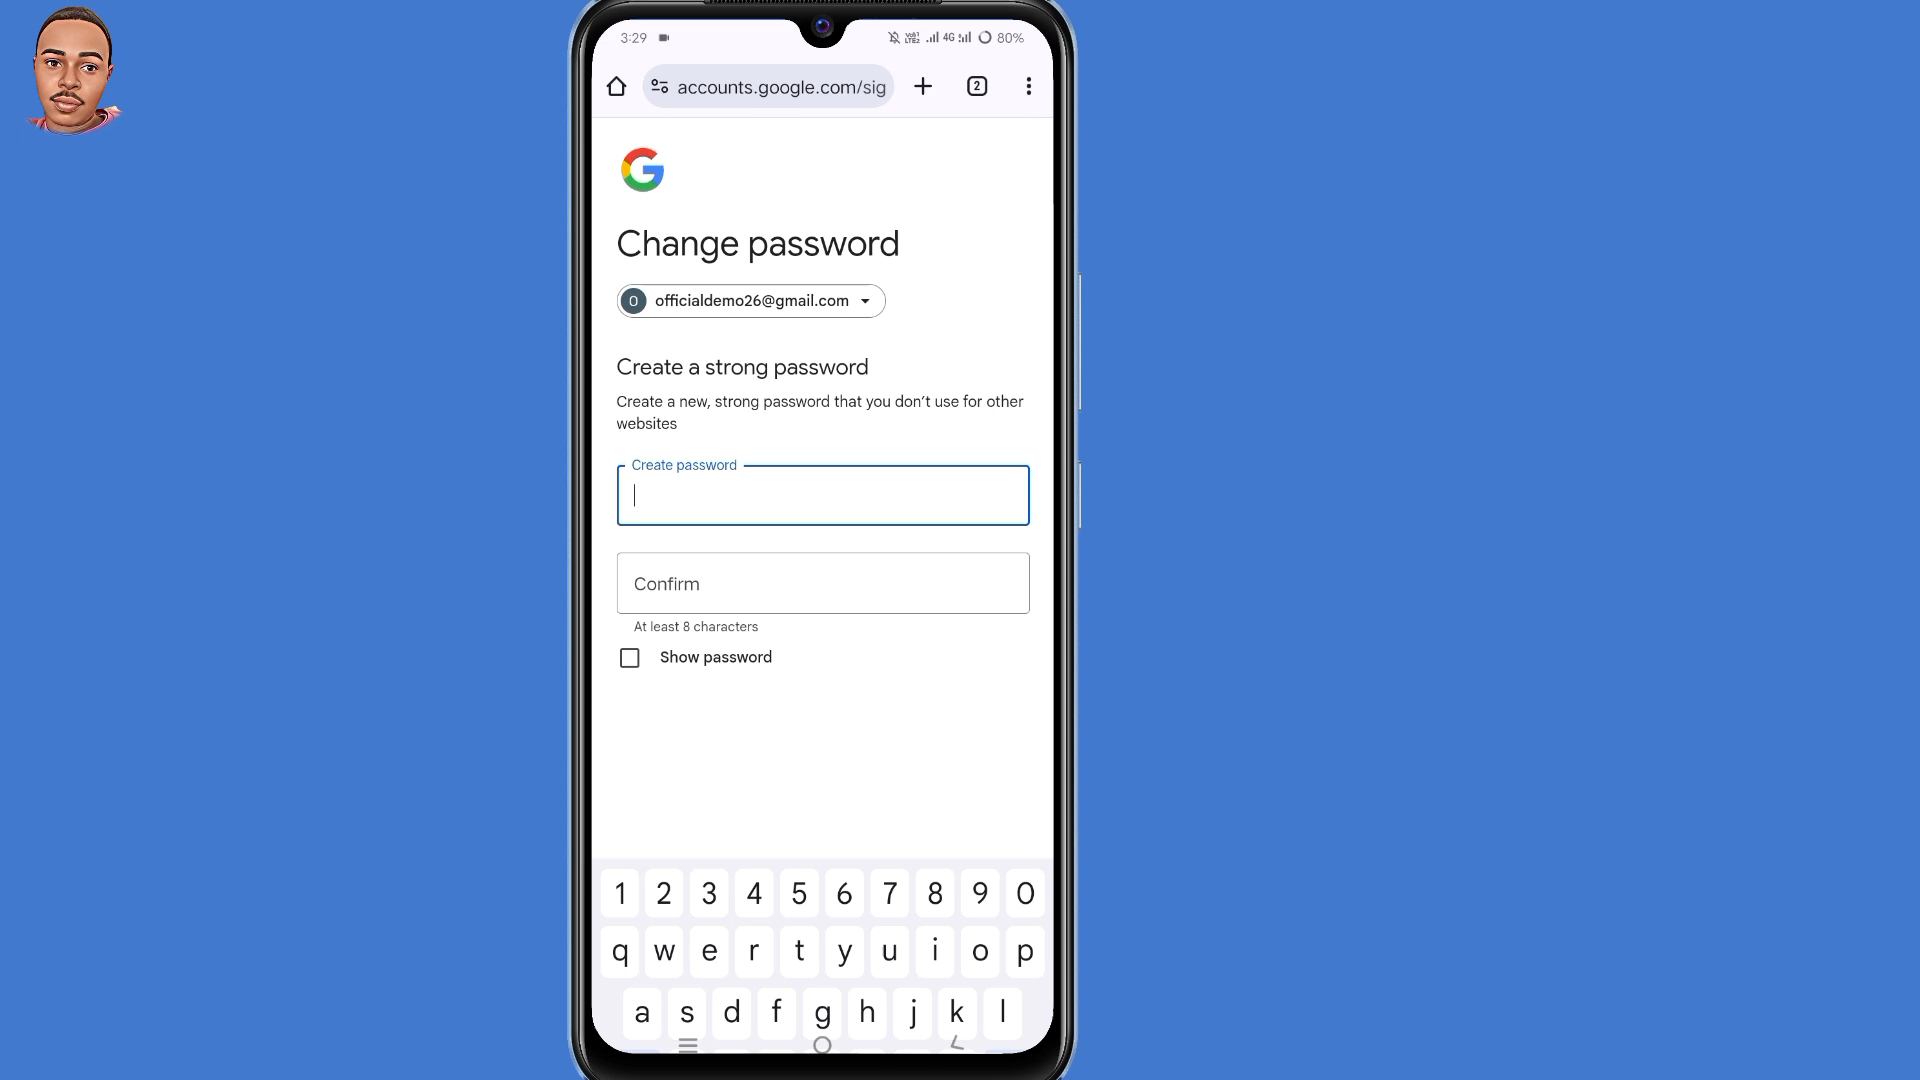 3:29 4G 80%
accounts.google.com/sig 2
Change password
O officialdemo26@gmail.com
Create a strong password
Create a new, strong password that you don't use for other
websites
Create password
Confirm
At least 8 characters
Show password
1 2 3 4 5 6 7 8 9 0
q w e r t y u i o p
a s d f g h j k l